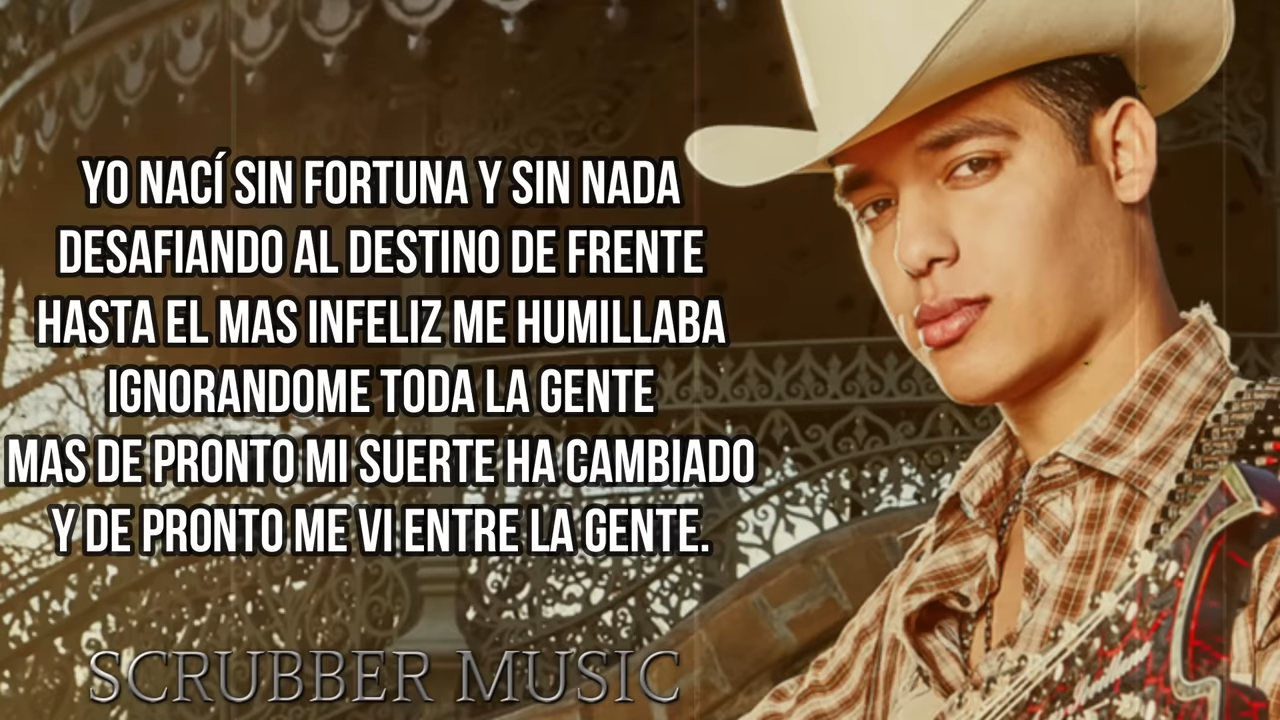 YO NACÍ SIN FORTUNA Y SIN NADA
DESAFIANDO AL DESTINO DE FRENTE
HASTA EL MAS INFELIZ ME HUMILLABA
IGNORANDOME TODA LA GENTE
MAS DE PRONTO MI SUERTE HA CAMBIADO
Y DE PRONTO ME VI ENTRE LA GENTE.
SCRUBBER MUSIC